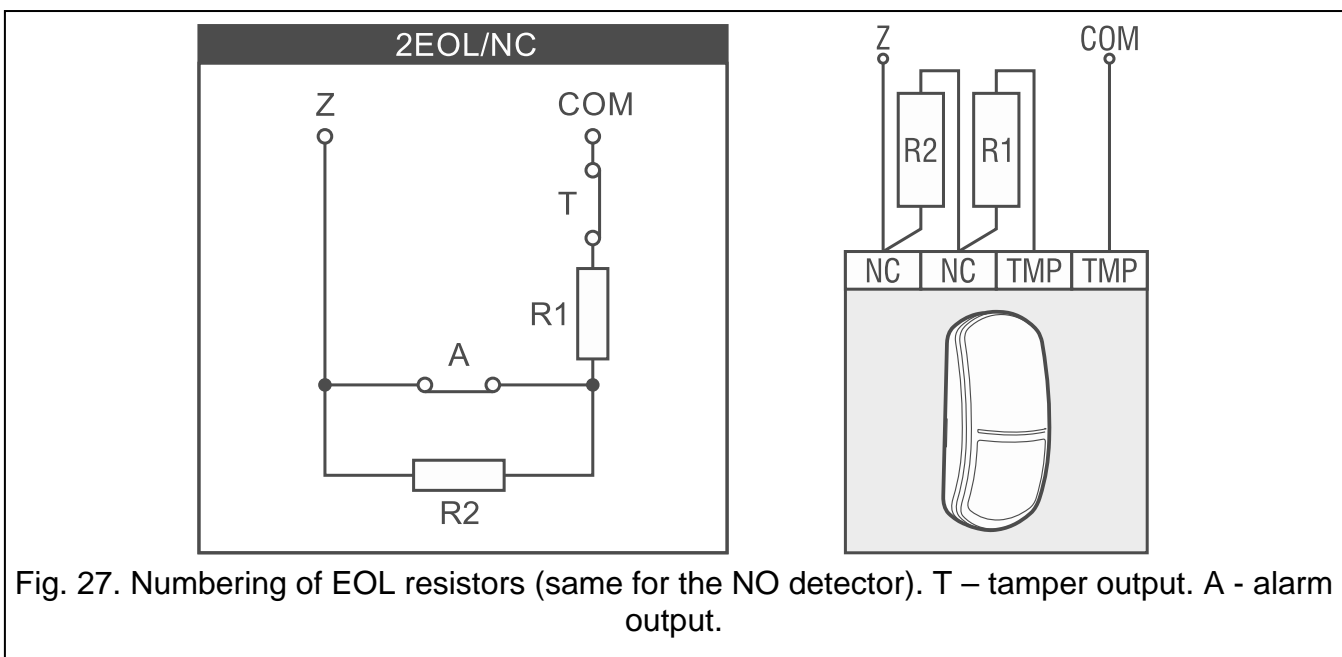 2EOL/NC
Z
COM
T
R1
A
R2
Z
COM
R2
R1
NC
NC
TMP
TMP
Fig. 27. Numbering of EOL resistors (same for the NO detector). T – tamper output. A - alarm
output.